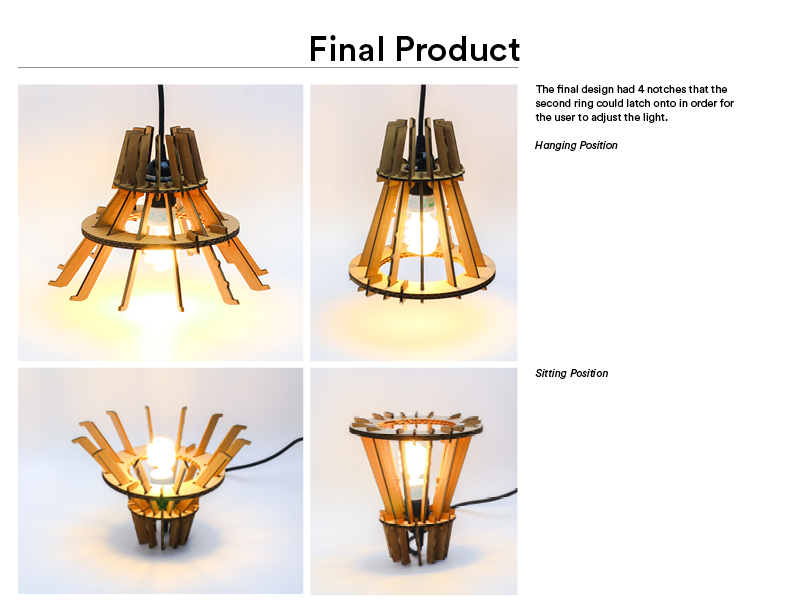 Final Product
The final design had 4 notches that the
second ring could latch onto in order for
the user to adjust the light.
Hanging Position
Sitting Position